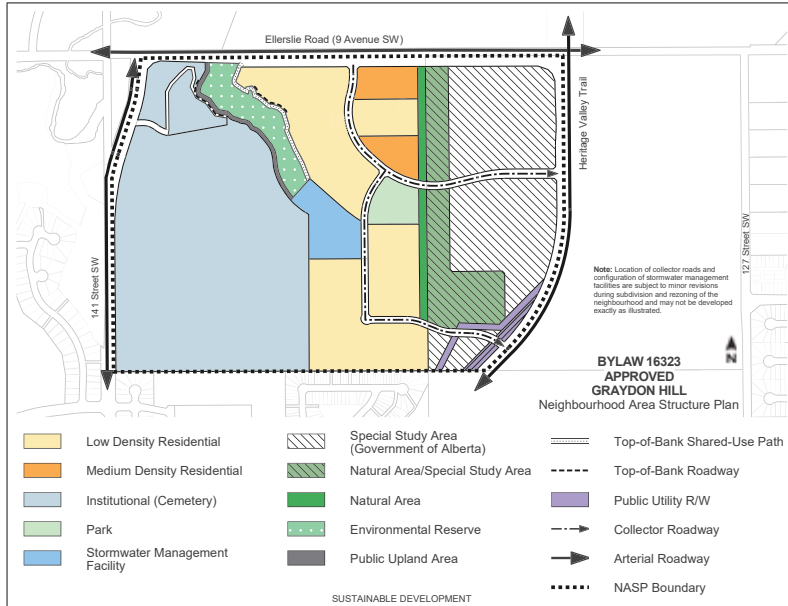 Ellerslie Road (9 Avenue SW)
Heritage Valley Trail
141 Street SW
127 Street SW
Note: Location of collector roads and
configuration of stormwater management
facilities are subject to minor revisions
during subdivision and rezoning of the
neighbourhood and may not be developed
exactly as illustrated.
N
BYLAW 16323
APPROVED
GRAYDON HILL
Neighbourhood Area Structure Plan
Low Density Residential
Medium Density Residential
Institutional (Cemetery)
Park
Stormwater Management
Facility
Special Study Area
(Government of Alberta)
Natural Area/Special Study Area
Natural Area
Environmental Reserve
Public Upland Area
Top-of-Bank Shared-Use Path
Top-of-Bank Roadway
Public Utility R/W
Collector Roadway
Arterial Roadway
NASP Boundary
SUSTAINABLE DEVELOPMENT